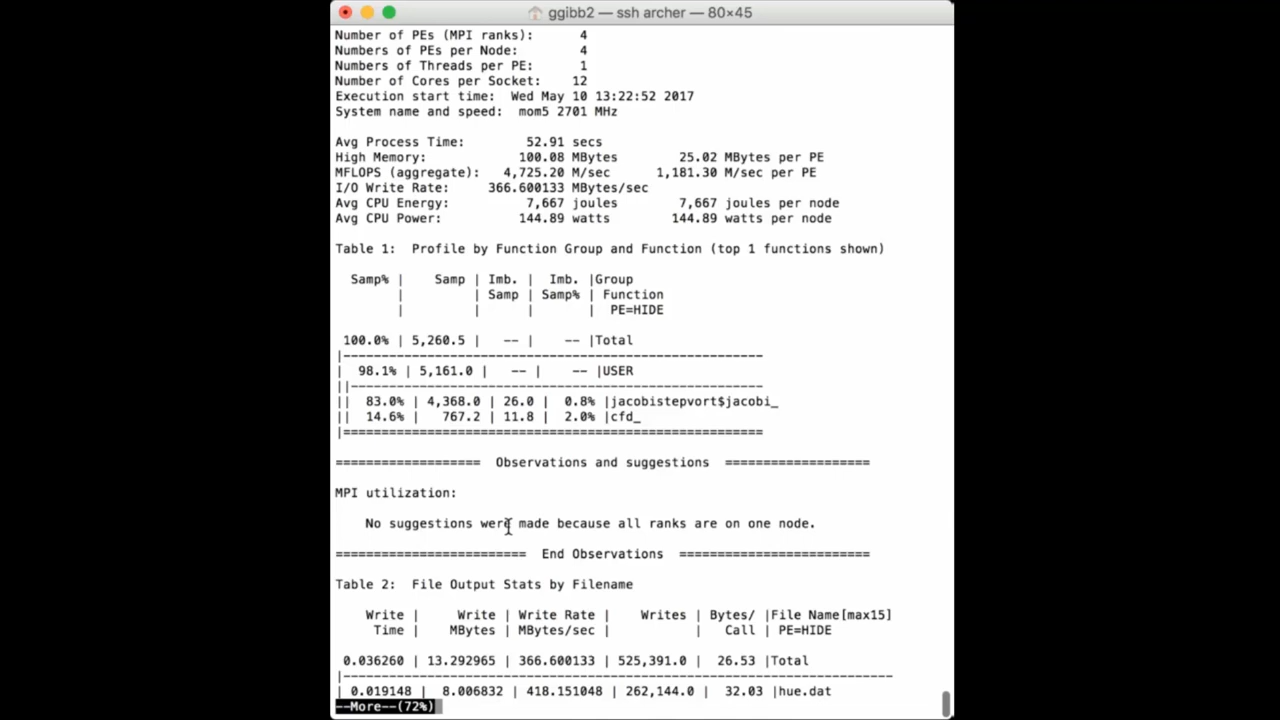 ggibb2 — ssh archer — 80×45
Number of PEs (MPI ranks):      4
Numbers of PEs per Node:        4
Numbers of Threads per PE:      1
Number of Cores per Socket:    12
Execution start time:  Wed May 10 13:22:52 2017
System name and speed:  mom5 2701 MHz
Avg Process Time:        52.91 secs
High Memory:            100.08 MBytes       25.02 MBytes per PE
MFLOPS (aggregate):   4,725.20 M/sec     1,181.30 M/sec per PE
I/O Write Rate:     366.600133 MBytes/sec
Avg CPU Energy:          7,667 joules       7,667 joules per node
Avg CPU Power:          144.89 watts       144.89 watts per node
Table 1:  Profile by Function Group and Function (top 1 functions shown)
  Samp% |    Samp | Imb. |  Imb. |Group
        |         | Samp | Samp% | Function
        |         |      |       |  PE=HIDE
 100.0% | 5,260.5 |   -- |    -- |Total
|-------------------------------------------------------
|  98.1% | 5,161.0 |   -- |    -- |USER
||------------------------------------------------------
||  83.0% | 4,368.0 | 26.0 |  0.8% |jacobistepvort$jacobi_
||  14.6% |   767.2 | 11.8 |  2.0% |cfd_
|=======================================================
===================  Observations and suggestions  ===================
MPI utilization:
    No suggestions were made because all ranks are on one node.
=========================  End Observations  =========================
Table 2:  File Output Stats by Filename
    Write |    Write | Write Rate |    Writes | Bytes/ |File Name[max15]
     Time |   MBytes | MBytes/sec |           |   Call | PE=HIDE
 0.036260 | 13.292965 | 366.600133 | 525,391.0 |  26.53 |Total
|------------------------------------------------------------------------
| 0.019148 |  8.006832 | 418.151048 | 262,144.0 |  32.03 |hue.dat
--More--(72%)